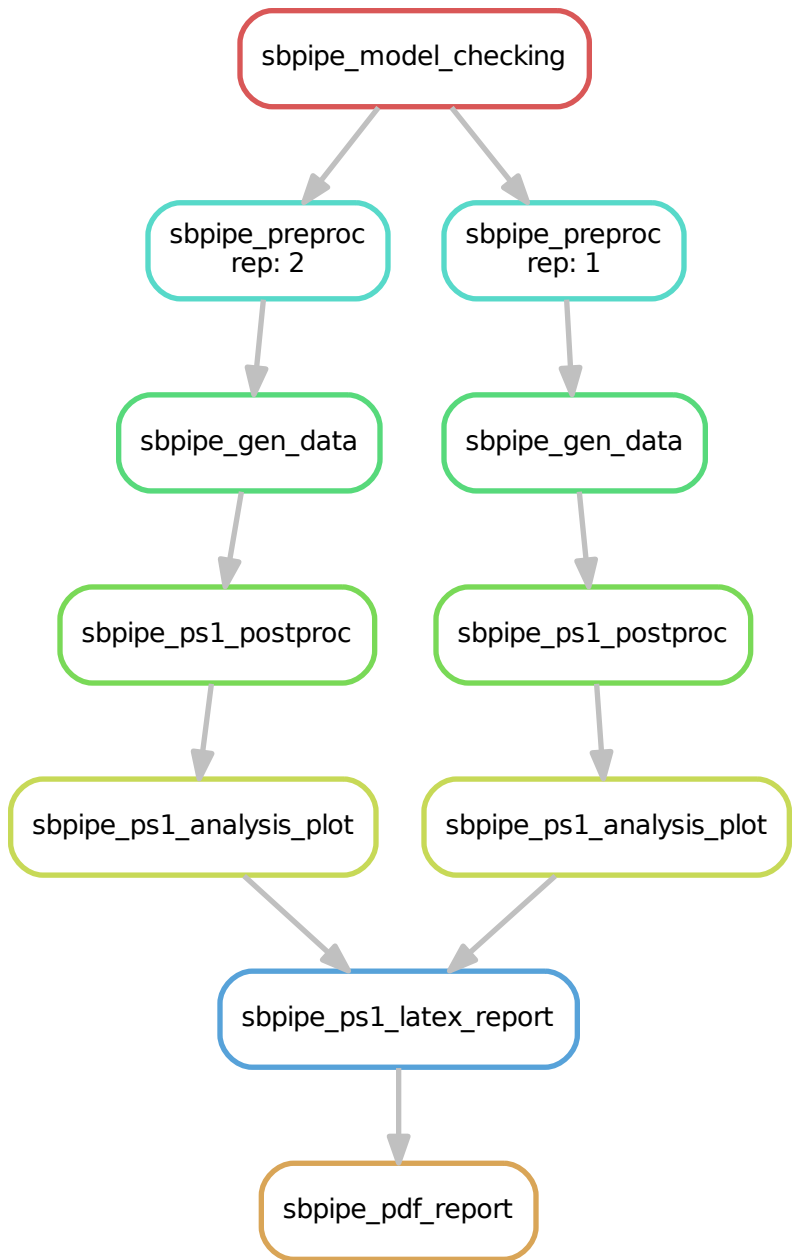 sbpipe_model_checking
sbpipe_preproc
rep: 2
sbpipe_preproc
rep: 1
sbpipe_gen_data
sbpipe_gen_data
sbpipe_ps1_postproc
sbpipe_ps1_postproc
sbpipe_ps1_analysis_plot
sbpipe_ps1_analysis_plot
sbpipe_ps1_latex_report
sbpipe_pdf_report